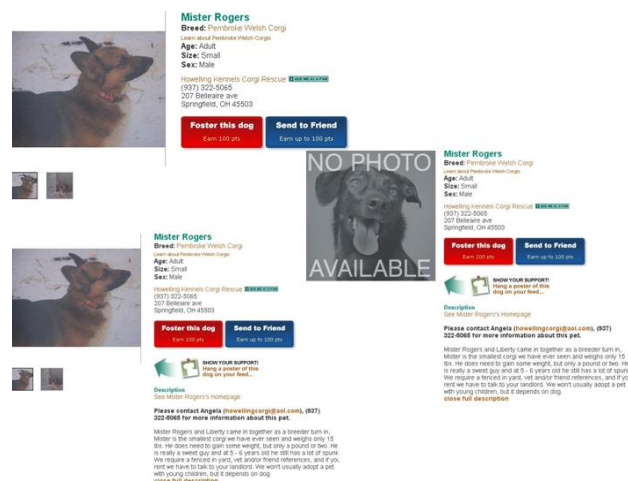 Mister Rogers
Breed: Pembroke Welsh Corgi
Learn about Pembroke Welsh Corgis
Age: Adult
Size: Small
Sex: Male
Howelling Kennels Corgi Rescue ADD ME AS A FAN
(937) 322-5065
207 Belleaire ave
Springfield, OH 45503
Foster this dog
Earn 100 pts
Send to Friend
Earn up to 100 pts
NO PHOTO
AVAILABLE
Mister Rogers
Breed: Pembroke Welsh Corgi
Learn about Pembroke Welsh Corgis
Age: Adult
Size: Small
Sex: Male
Howelling Kennels Corgi Rescue
(937) 322-5065
207 Belleaire ave
Springfield, OH 45503
Foster this dog
Earn 100 pts
Send to Friend
Earn up to 100 pts
SHOW YOUR SUPPORT!
Hang a poster of this
dog on your feed...
Description
See Mister Rogers's Homepage
Please contact Angela (howellingcorgi@aol.com), (937)
322-5065 for more information about this pet.
Mister Rogers and Liberty came in together as a breeder turn in,
Mister is the smallest corgi we have ever seen and weighs only 15
lbs. He does need to gain some weight, but only a pound or two. He
is really a sweet guy and at 5 - 6 years old he still has a lot of spunk
We require a fenced in yard, vet and/or friend references, and if yo
rent we have to talk to your landlord. We won't usually adopt a pet
with young children, but it depends on dog.
close full description
Mister Rogers
Breed: Pembroke Welsh Corgi
Learn about Pembroke Welsh Corgis
Age: Adult
Size: Small
Sex: Male
Howelling Kennels Corgi Rescue
(937) 322-5065
207 Belleaire ave
Springfield, OH 45503
Foster this dog
Earn 100 pts
Send to Friend
Earn up to 100 pts
SHOW YOUR SUPPORT!
Hang a poster of this
dog on your feed...
Description
See Mister Rogers's Homepage
Please contact Angela (howellingcorgi@aol.com), (937)
322-5065 for more information about this pet.
Mister Rogers and Liberty came in together as a breeder turn in,
Mister is the smallest corgi we have ever seen and weighs only 15
lbs. He does need to gain some weight, but only a pound or two. He
is really a sweet guy and at 5 - 6 years old he still has a lot of spunk
We require a fenced in yard, vet and/or friend references, and if you
rent we have to talk to your landlord. We won't usually adopt a pet
with young children, but it depends on dog.
close full description